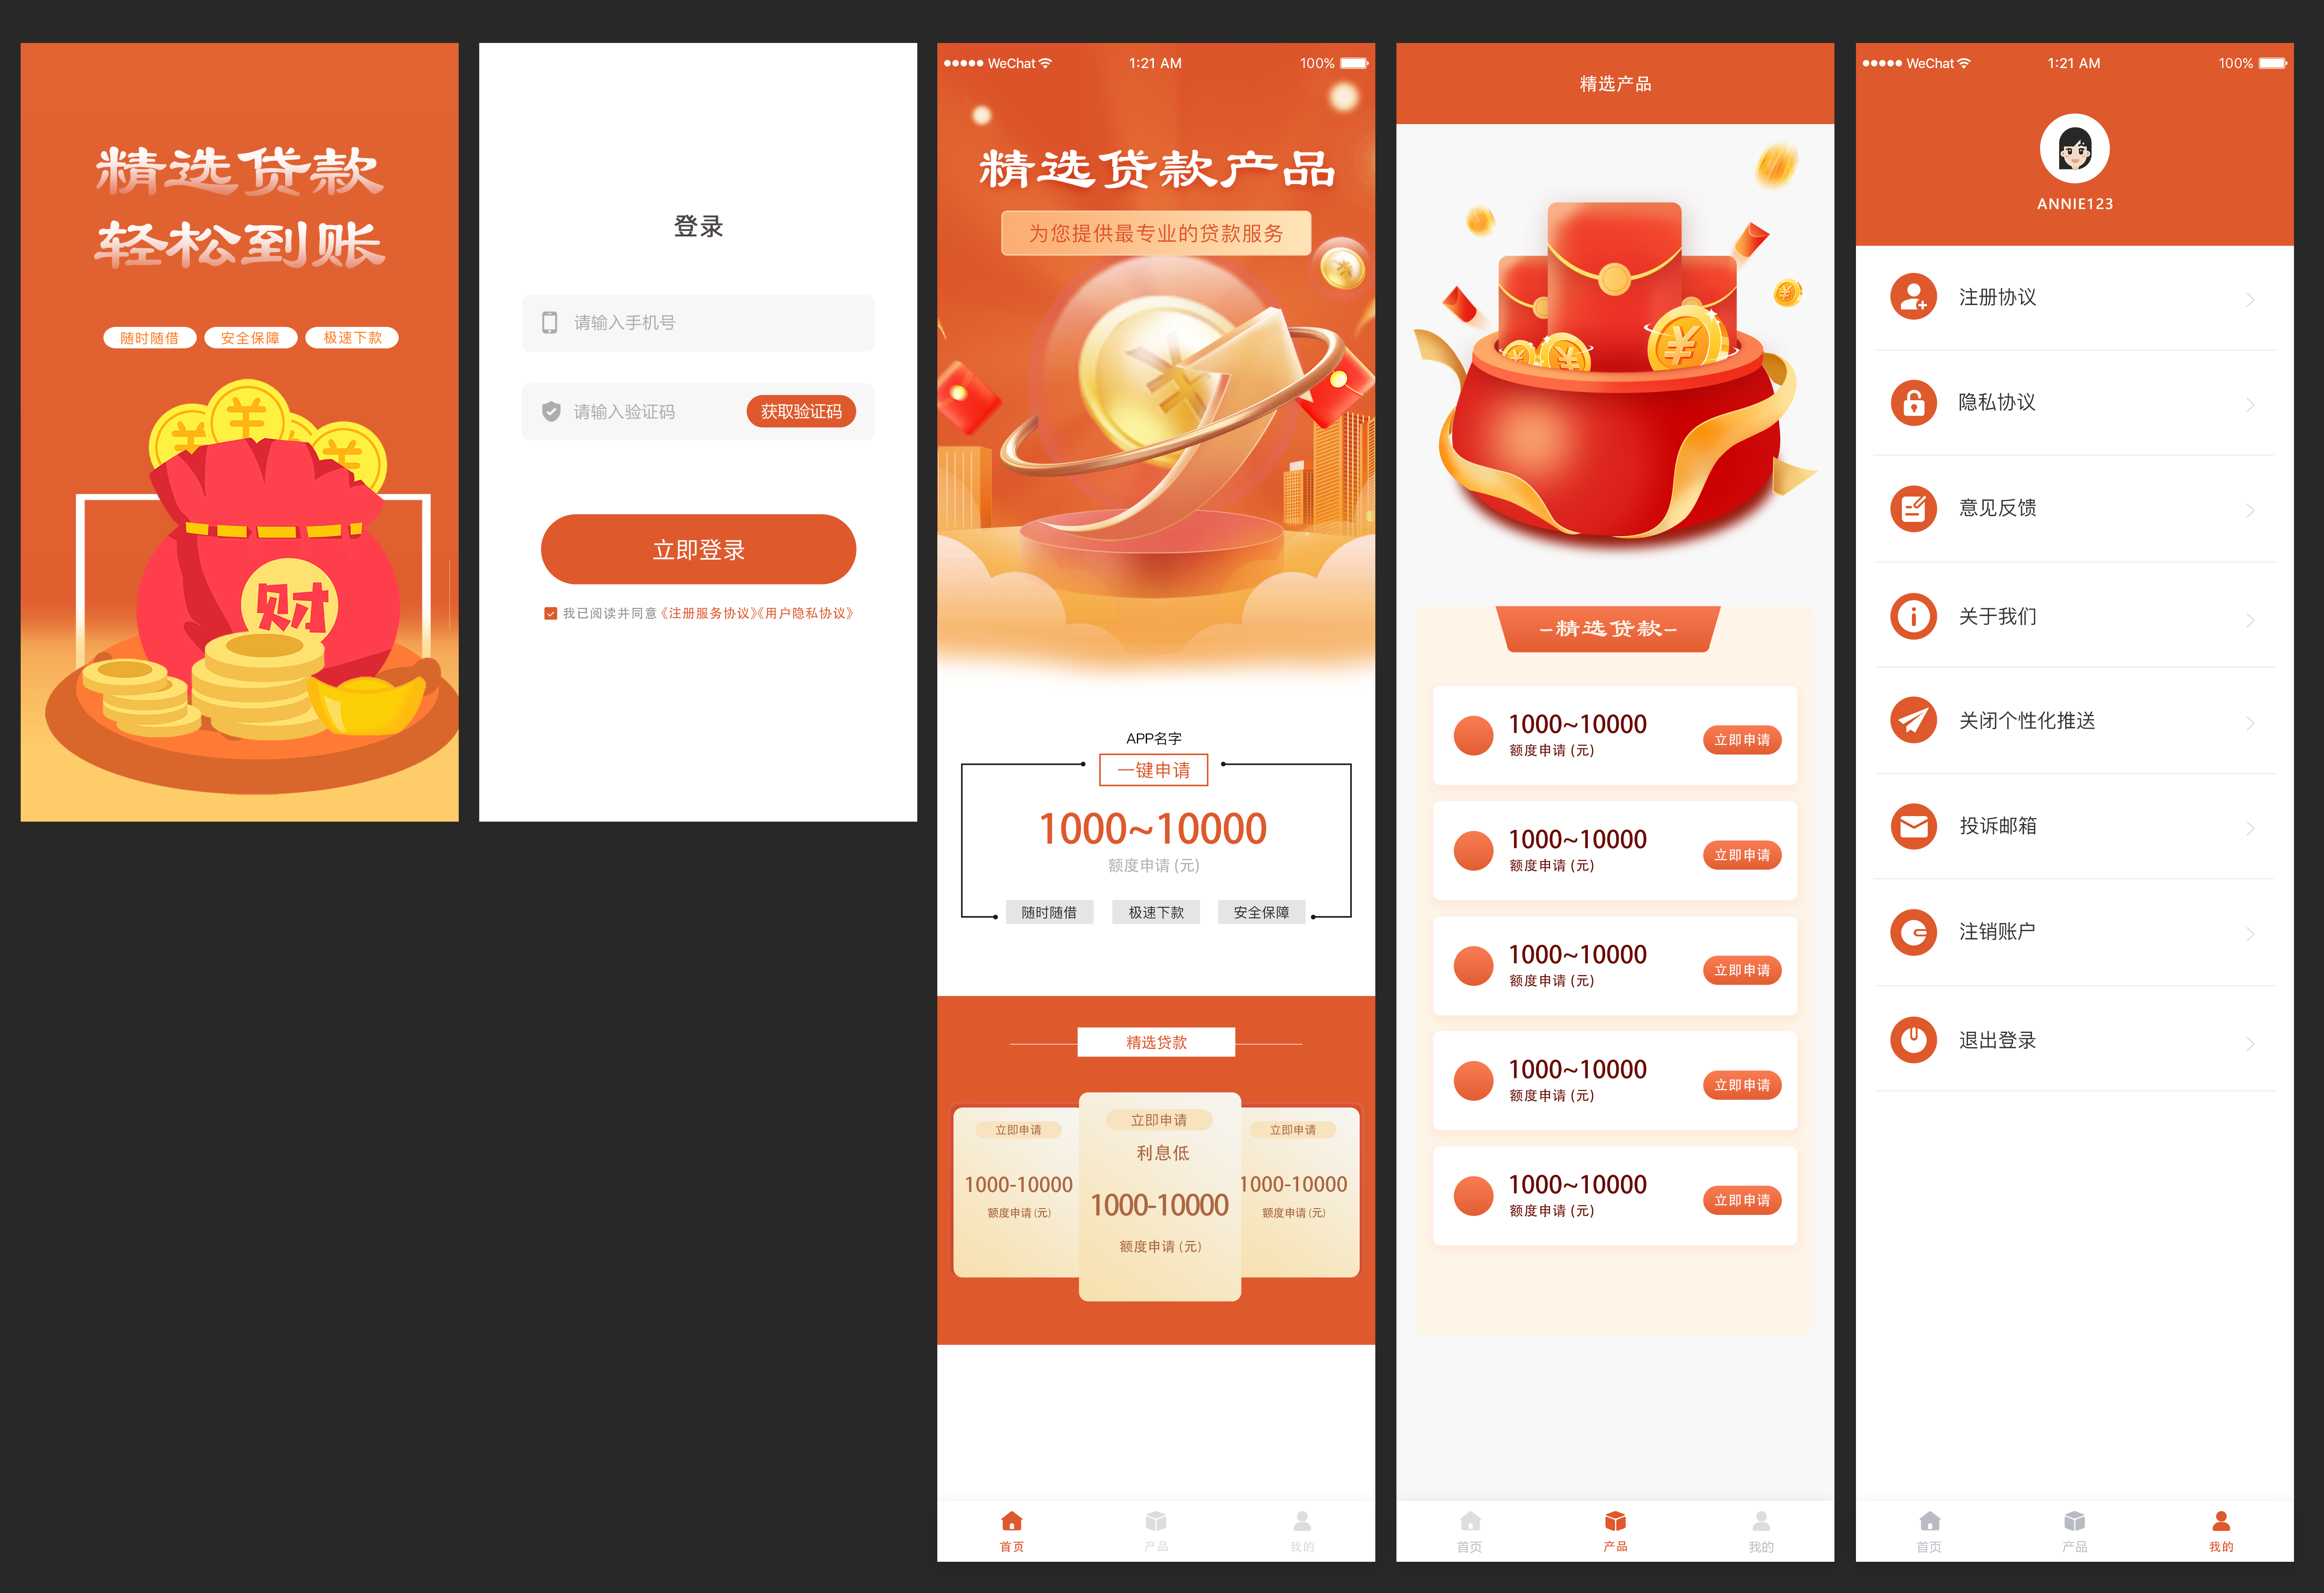 精选贷款
轻松到账
随时随借 安全保障 极速下款
财
登录
请输入手机号
请输入验证码 获取验证码
立即登录
我已阅读并同意《注册服务协议》《用户隐私协议》
WeChat 1:21 AM 100%
精选贷款产品
为您提供最专业的贷款服务
APP名字
一键申请
1000~10000
额度申请 (元)
随时随借 极速下款 安全保障
精选贷款
立即申请
1000-10000
额度申请 (元)
立即申请
利息低
1000-10000
额度申请 (元)
立即申请
1000-10000
额度申请 (元)
首页 产品 我的
精选产品
-精选贷款-
1000~10000
额度申请 (元)
立即申请
1000~10000
额度申请 (元)
立即申请
1000~10000
额度申请 (元)
立即申请
1000~10000
额度申请 (元)
立即申请
1000~10000
额度申请 (元)
立即申请
首页 产品 我的
WeChat 1:21 AM 100%
ANNIE123
注册协议
隐私协议
意见反馈
关于我们
关闭个性化推送
投诉邮箱
注销账户
退出登录
首页 产品 我的